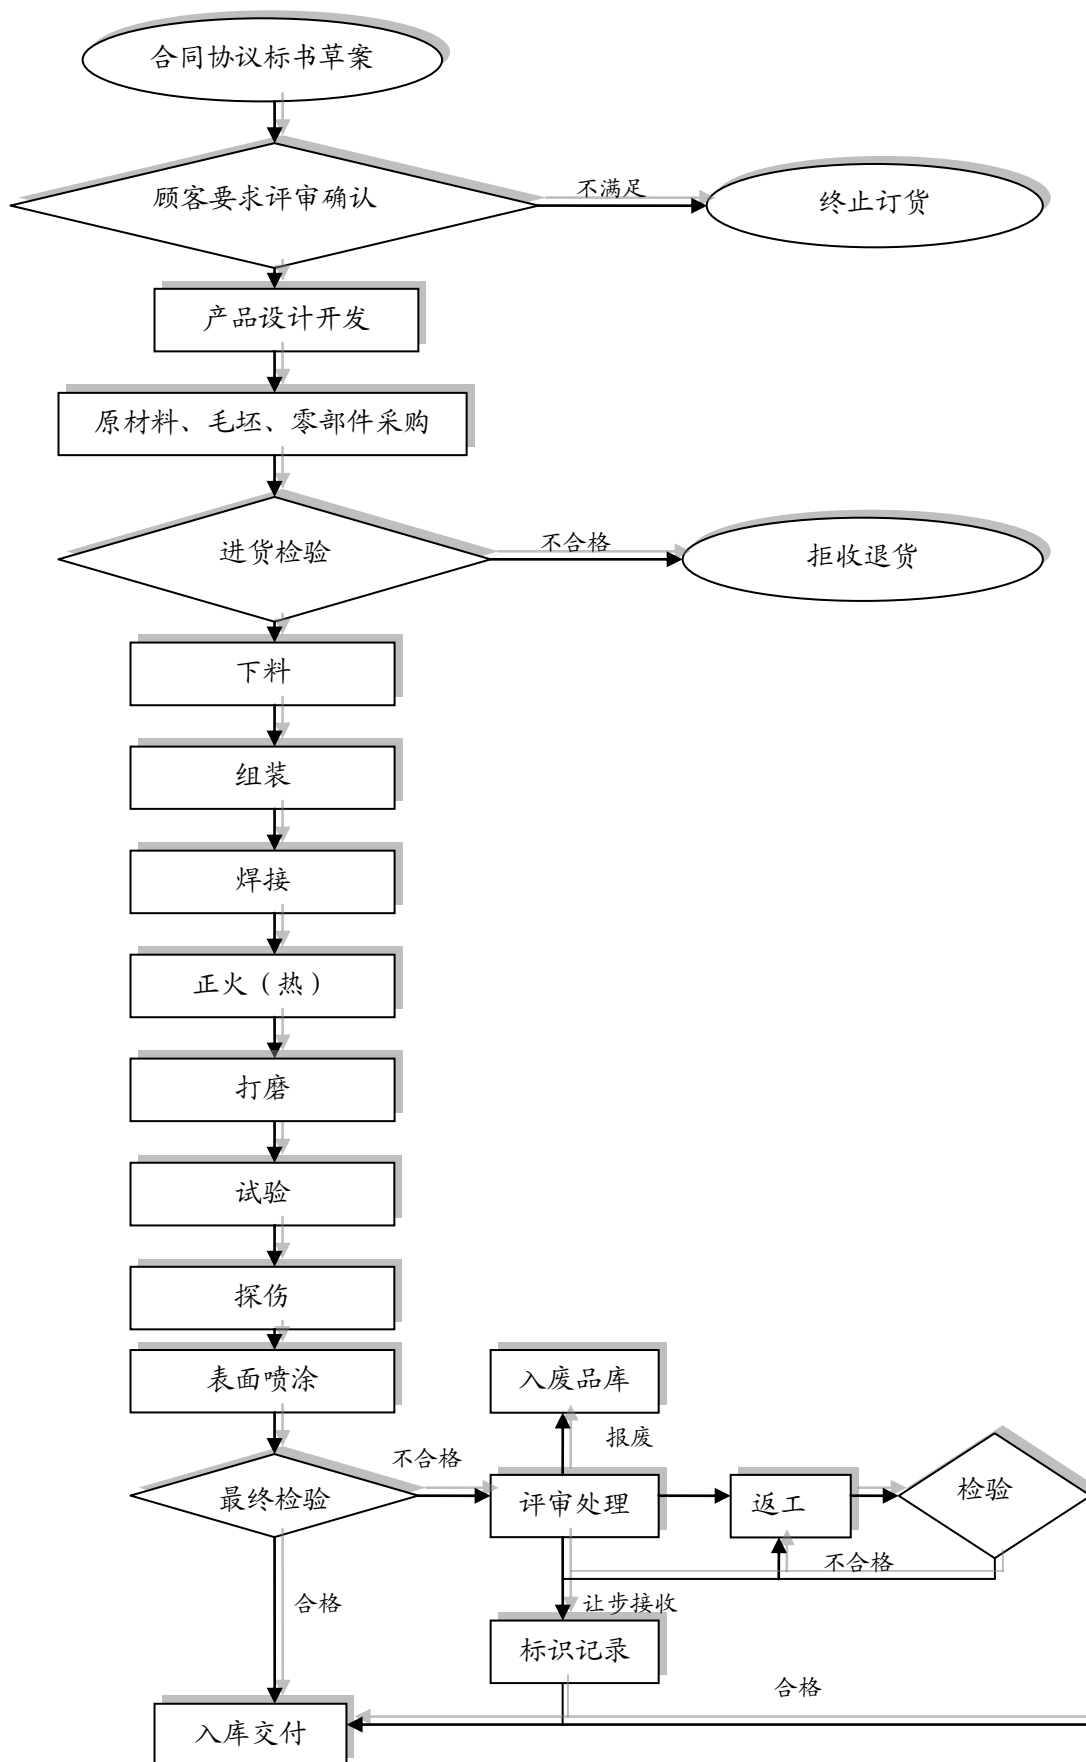 合同协议标书草案
顾客要求评审确认
不满足
终止订货
产品设计开发
原材料、毛坯、零部件采购
进货检验
不合格
拒收退货
下料
组装
焊接
正火（热）
打磨
试验
探伤
表面喷涂
入废品库
报废
不合格
最终检验
评审处理
返工
检验
不合格
合格
让步接收
标识记录
合格
入库交付